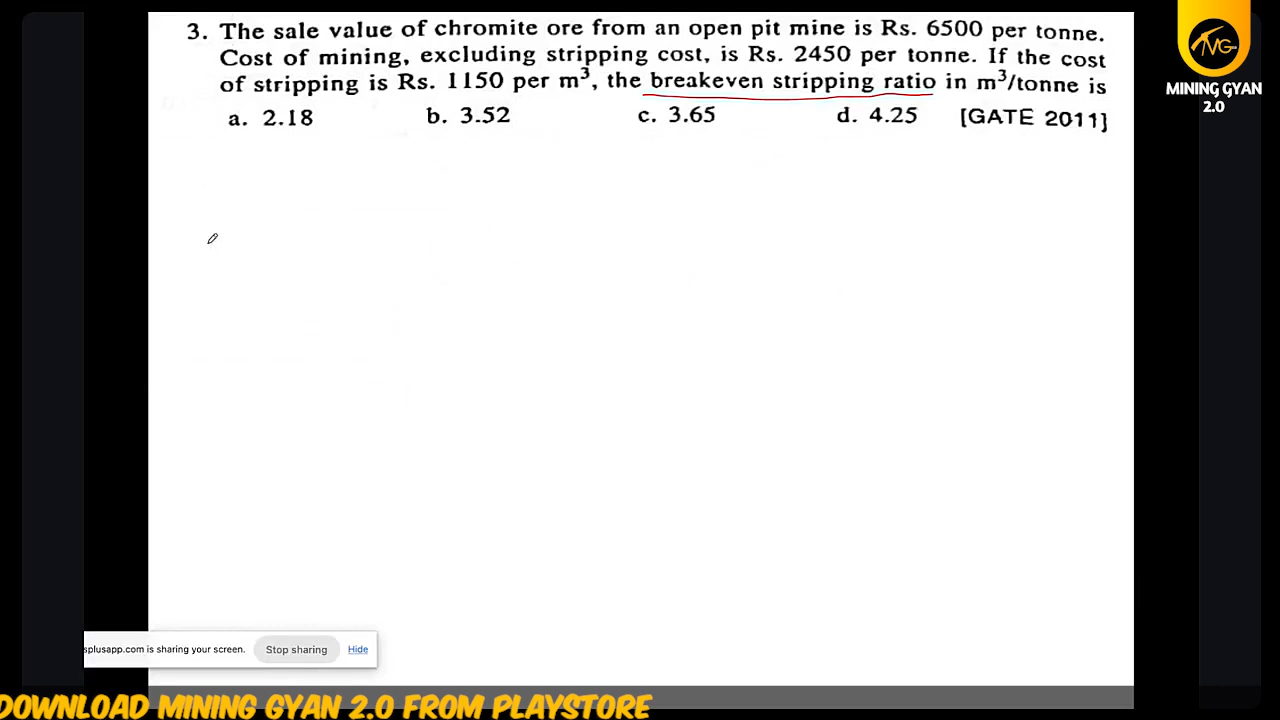 3. The sale value of chromite ore from an open pit mine is Rs. 6500 per tonne.
Cost of mining, excluding stripping cost, is Rs. 2450 per tonne. If the cost
of stripping is Rs. 1150 per m³, the breakeven stripping ratio in m³/tonne is
a. 2.18 b. 3.52 c. 3.65 d. 4.25 [GATE 2011]
MG
MINING GYAN
2.0
splusapp.com is sharing your screen. Stop sharing Hide
DOWNLOAD MINING GYAN 2.0 FROM PLAYSTORE